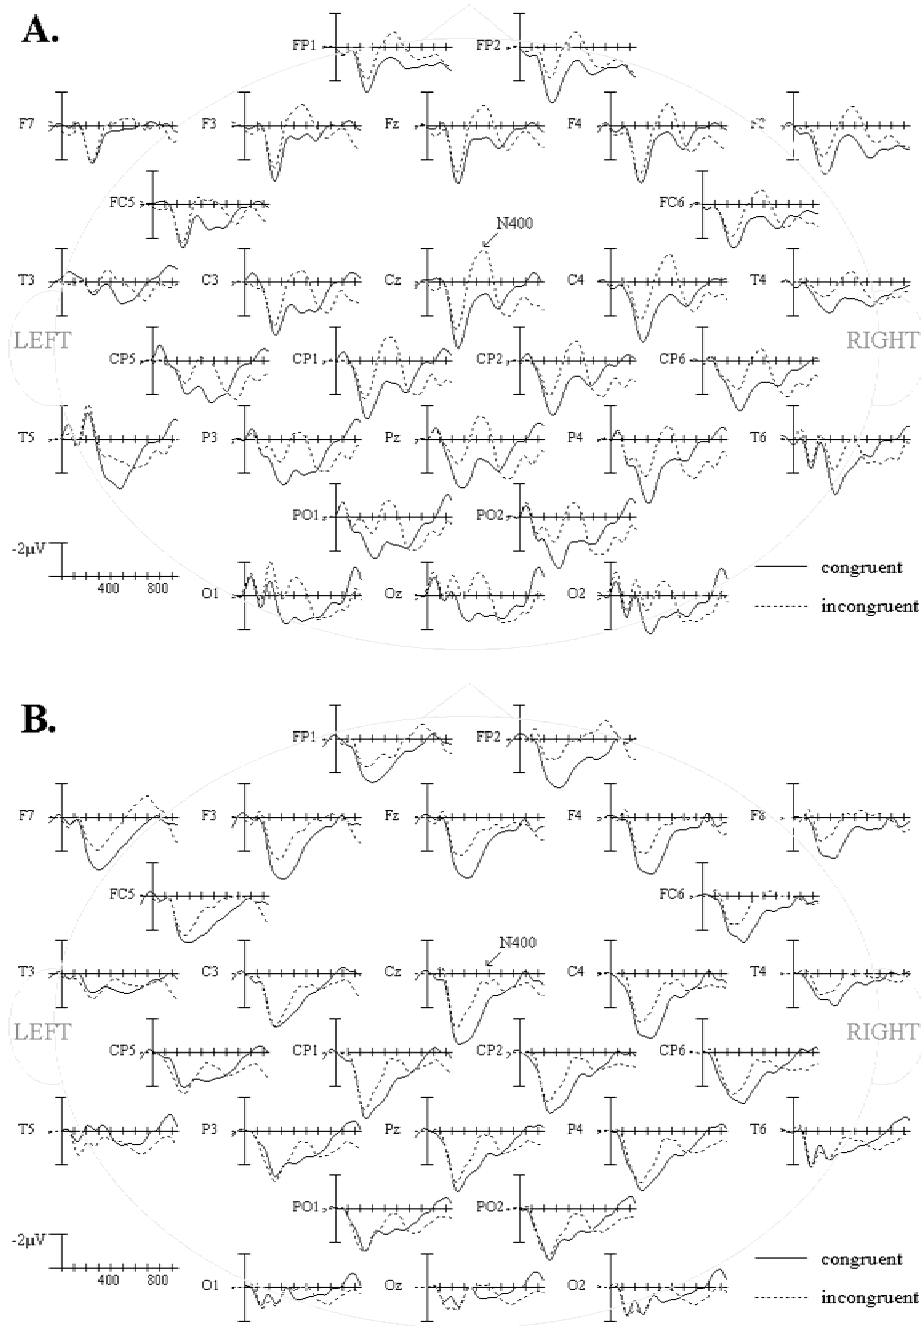 A.
FP1 FP2
F7 F3 Fz F4
FC5 FC6
N400
T3 C3 Cz C4 T4
LEFT RIGHT
CP5 CP1 CP2 CP6
T5 P3 Pz P4 T6
PO1 PO2
-2μV
400 800
O1 Oz O2
congruent
incongruent
B.
FP1 FP2
F7 F3 Fz F4 F8
FC5 FC6
N400
T3 C3 Cz C4 T4
LEFT RIGHT
CP5 CP1 CP2 CP6
T5 P3 Pz P4 T6
PO1 PO2
-2μV
400 800
O1 Oz O2
congruent
incongruent